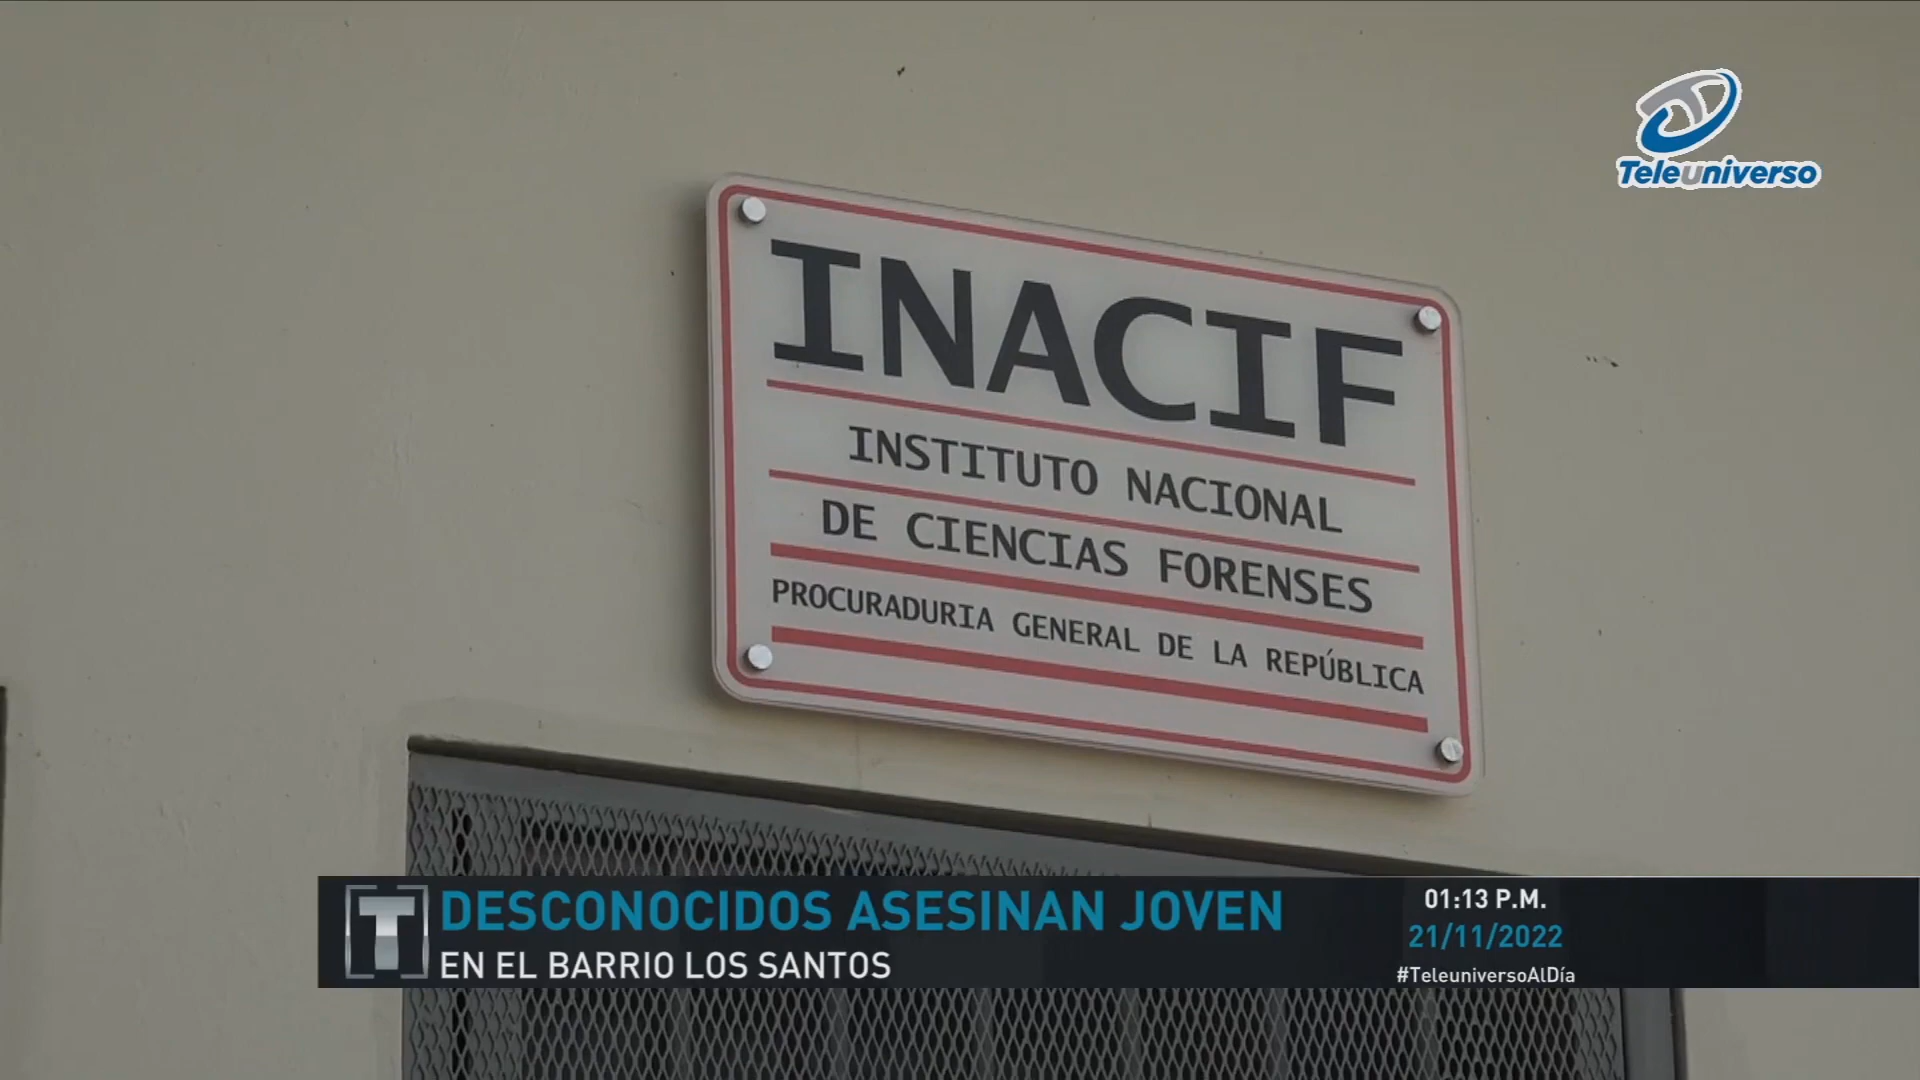 Teleuniverso
INACIF
INSTITUTO NACIONAL
DE CIENCIAS FORENSES
PROCURADURIA GENERAL DE LA REPÚBLICA
T DESCONOCIDOS ASESINAN JOVEN
EN EL BARRIO LOS SANTOS
01:13 P.M.
21/11/2022
#TeleuniversoAlDía